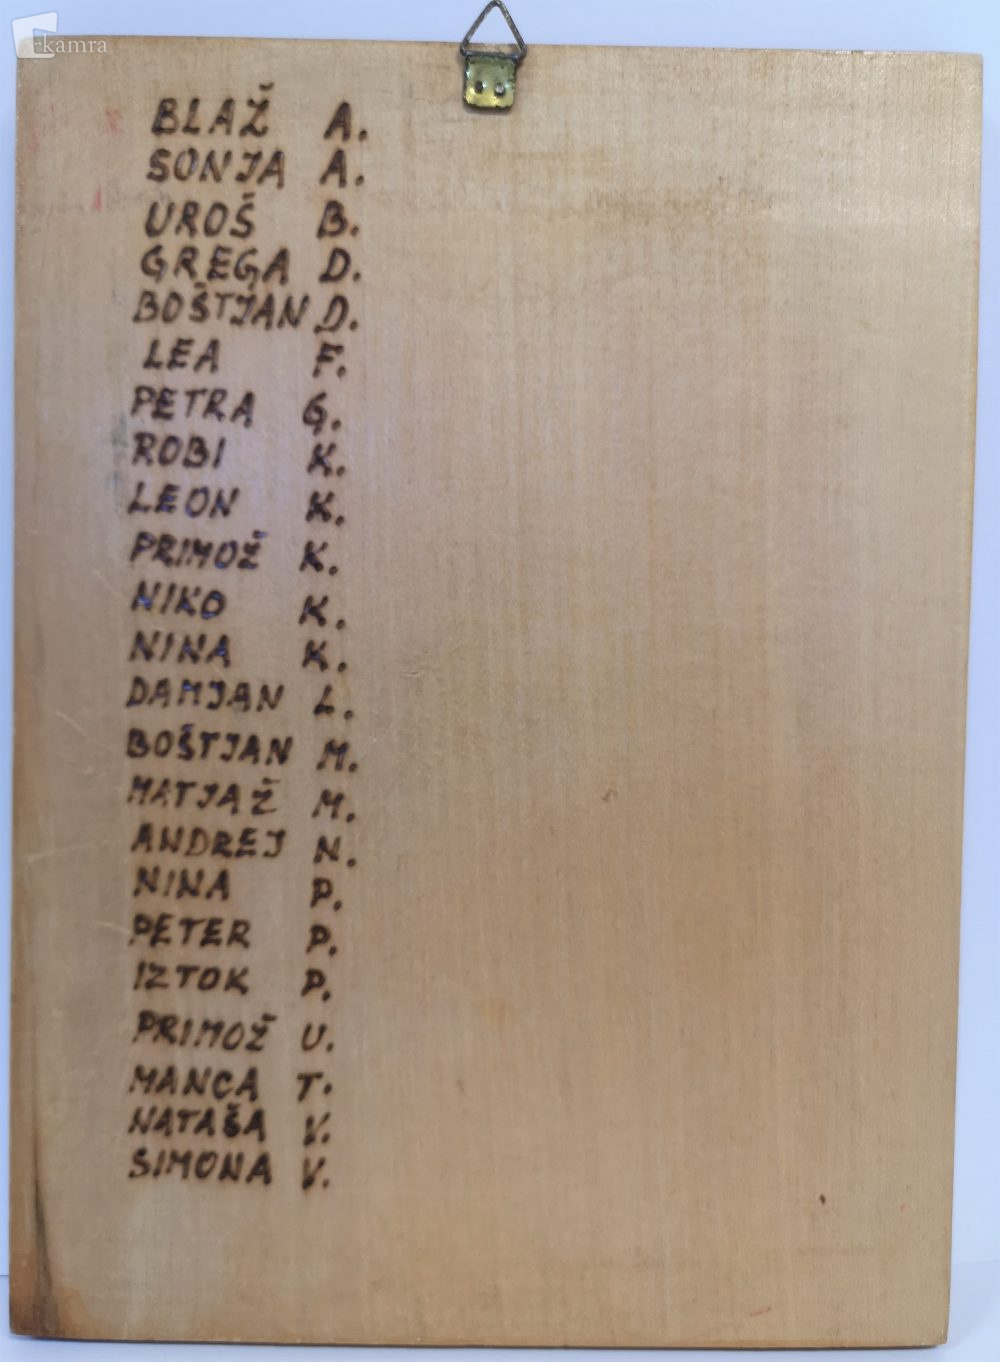 kamra
BLAŽ A.
SONJA A.
UROŠ B.
GREGA D.
BOŠTJAN D.
LEA F.
PETRA G.
ROBI K.
LEON K.
PRIMOŽ K.
NIKO K.
NINA K.
DAMJAN L.
BOŠTJAN M.
MATJAŽ M.
ANDREJ N.
NINA P.
PETER P.
IZTOK P.
PRIMOŽ U.
MANCA T.
NATAŠA V.
SIMONA V.